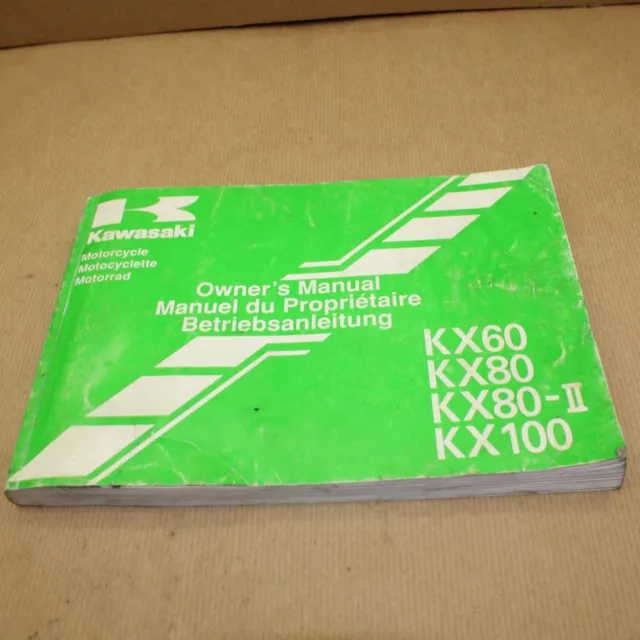 Kawasaki
Motorcycle
Motocyclette
Motorrad
Owner's Manual
Manuel du Propriétaire
Betriebsanleitung
KX60
KX80
KX80-II
KX100